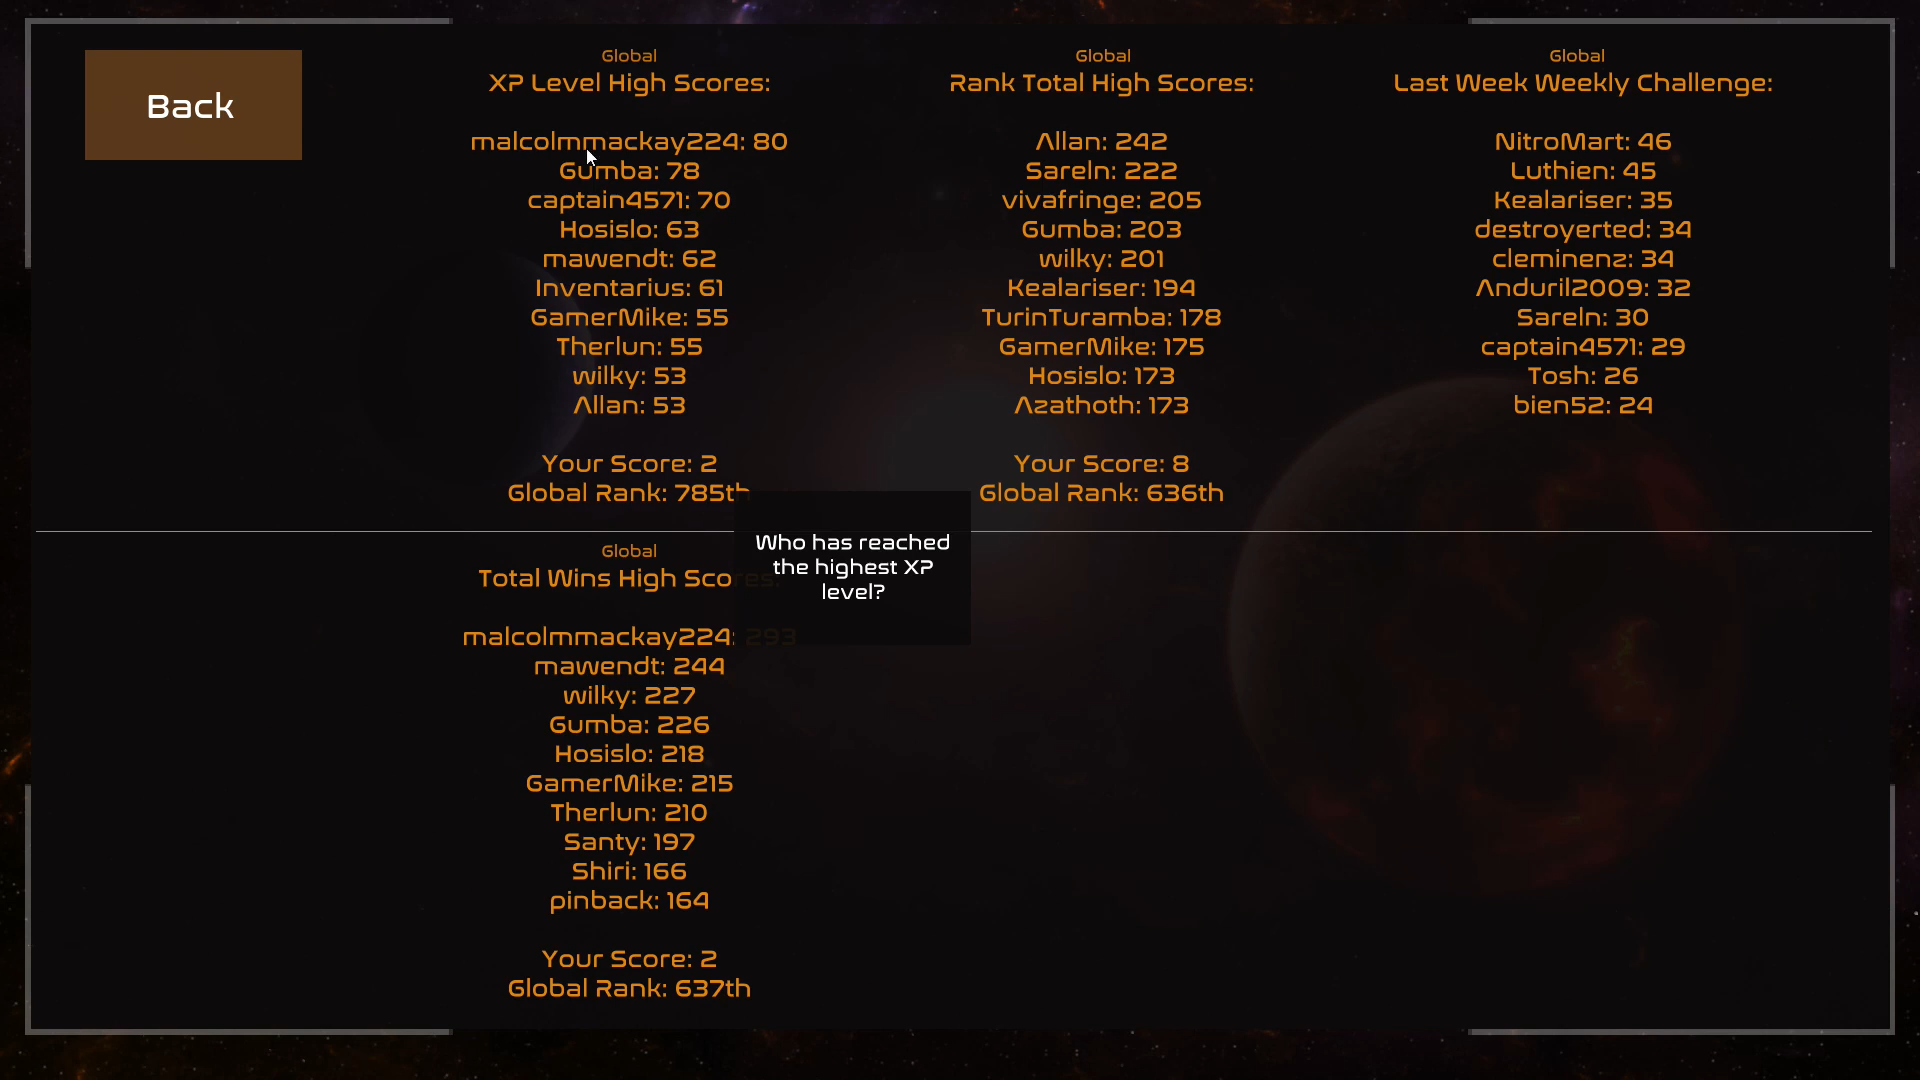 Back
Global
XP Level High Scores:
malcolmmackay224: 80
Gumba: 78
captain4571: 70
Hosislo: 63
mawendt: 62
Inventarius: 61
GamerMike: 55
Therlun: 55
wilky: 53
Allan: 53
Your Score: 2
Global Rank: 785th
Global
Rank Total High Scores:
Allan: 242
Sareln: 222
vivafringe: 205
Gumba: 203
wilky: 201
Kealariser: 194
TurinTuramba: 178
GamerMike: 175
Hosislo: 173
Azathoth: 173
Your Score: 8
Global Rank: 636th
Global
Last Week Weekly Challenge:
NitroMart: 46
Luthien: 45
Kealariser: 35
destroyerted: 34
cleminenz: 34
Anduril2009: 32
Sareln: 30
captain4571: 29
Tosh: 26
bien52: 24
Who has reached
the highest XP
level?
Global
Total Wins High Scores:
malcolmmackay224: 293
mawendt: 244
wilky: 227
Gumba: 226
Hosislo: 218
GamerMike: 215
Therlun: 210
Santy: 197
Shiri: 166
pinback: 164
Your Score: 2
Global Rank: 637th